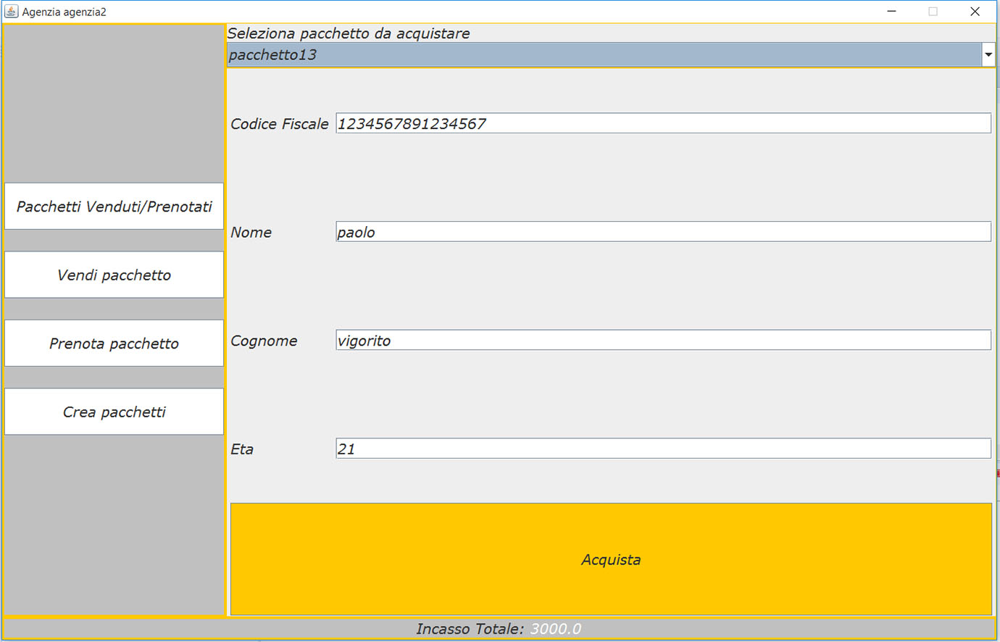 Agenzia agenzia2
Seleziona pacchetto da acquistare
pacchetto13
Codice Fiscale 1234567891234567
Nome paolo
Cognome vigorito
Eta 21
Acquista
Pacchetti Venduti/Prenotati
Vendi pacchetto
Prenota pacchetto
Crea pacchetti
Incasso Totale: 3000.0